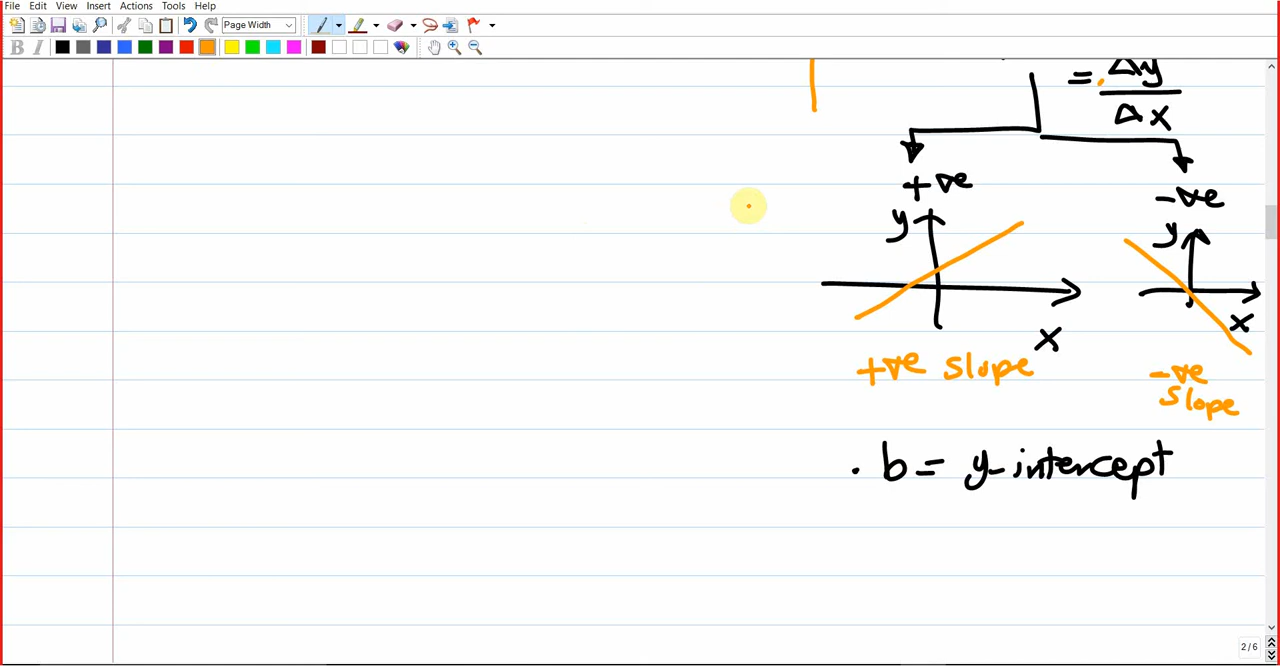 File Edit View Insert Actions Tools Help
Page Width
B I
= Δy
Δx
+ve
-ve
y
y
x
x
+ve slope
-ve
slope
. b = y-intercept
2/6